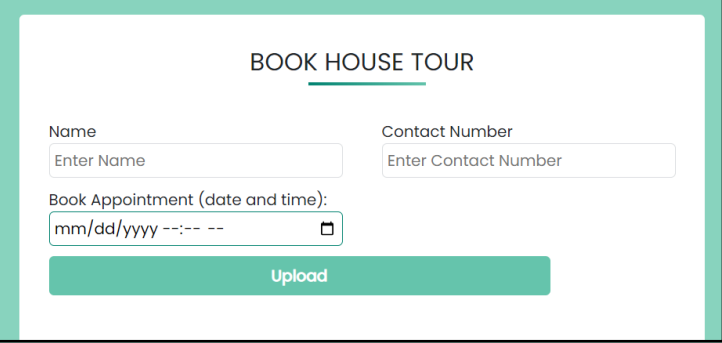 BOOK HOUSE TOUR
Name
Contact Number
Enter Name
Enter Contact Number
Book Appointment (date and time):
mm/dd/yyyy --:-- --
Upload